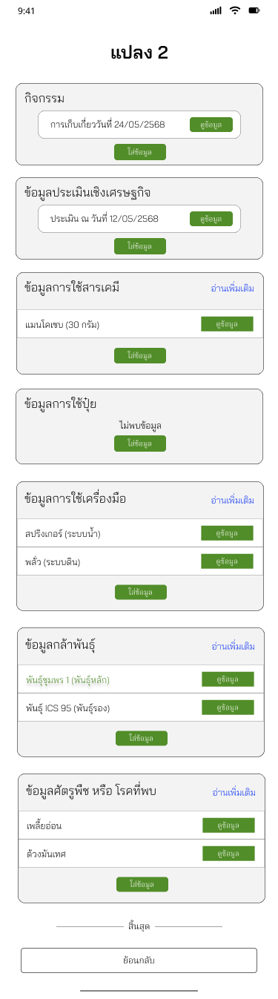 9:41
แปลง 2
กิจกรรม
การเก็บเกี่ยววันที่ 24/05/2568 ดูข้อมูล
ใส่ข้อมูล
ข้อมูลประเมินเชิงเศรษฐกิจ
ประเมิน ณ วันที่ 12/05/2568 ดูข้อมูล
ใส่ข้อมูล
ข้อมูลการใช้สารเคมี อ่านเพิ่มเติม
แมนโคเซบ (30 กรัม) ดูข้อมูล
ใส่ข้อมูล
ข้อมูลการใช้ปุ๋ย
ไม่พบข้อมูล
ใส่ข้อมูล
ข้อมูลการใช้เครื่องมือ อ่านเพิ่มเติม
สปริงเกอร์ (ระบบน้ำ) ดูข้อมูล
พลั่ว (ระบบดิน) ดูข้อมูล
ใส่ข้อมูล
ข้อมูลกล้าพันธุ์ อ่านเพิ่มเติม
พันธุ์ชุมพร 1 (พันธุ์หลัก) ดูข้อมูล
พันธุ์ ICS 95 (พันธุ์รอง) ดูข้อมูล
ใส่ข้อมูล
ข้อมูลศัตรูพืช หรือ โรคที่พบ อ่านเพิ่มเติม
เพลี้ยอ่อน ดูข้อมูล
ด้วงมันเทศ ดูข้อมูล
ใส่ข้อมูล
สิ้นสุด
ย้อนกลับ